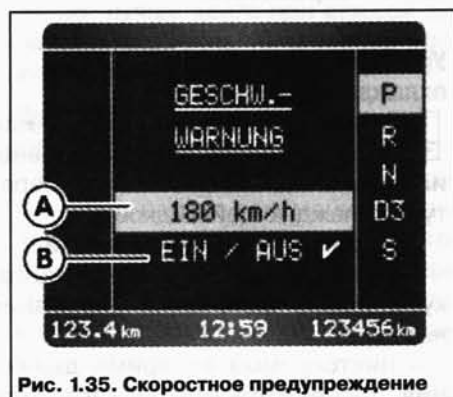 GESCHW.-
WARNUNG
A
180 km/h
B
EIN / AUS ✓
P
R
N
D3
S
123.4 km 12:59 123456 km
Рис. 1.35. Скоростное предупреждение